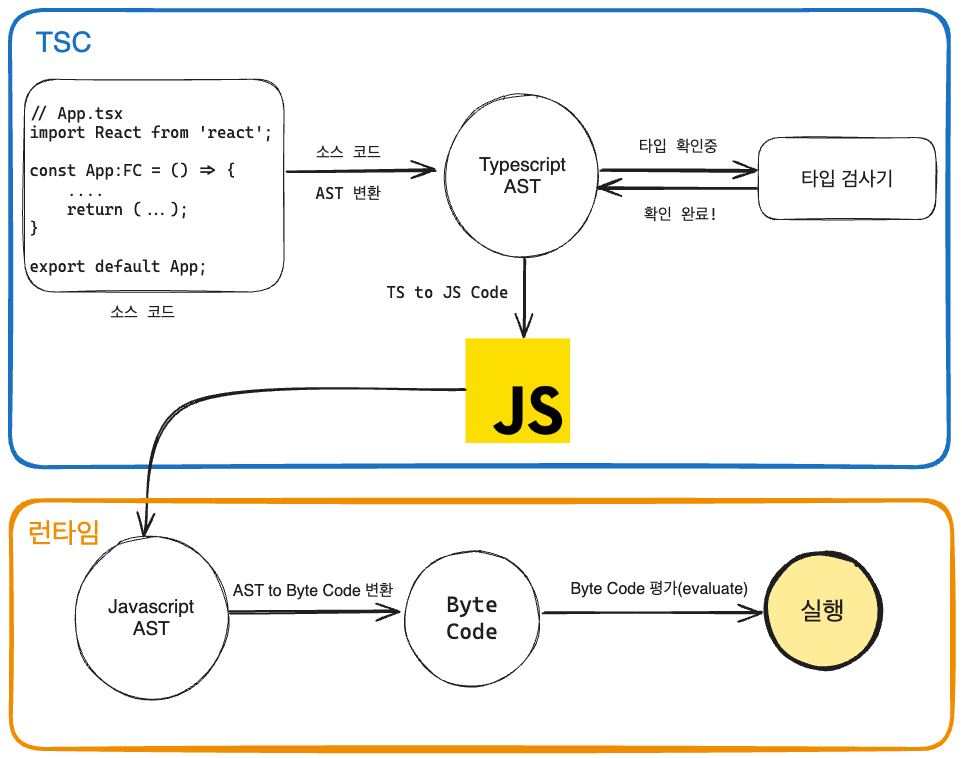 TSC
// App.tsx
import React from 'react';
const App:FC = () => {
....
return (...);
}
export default App;
소스 코드
소스 코드
AST 변환
Typescript
AST
타입 확인중
확인 완료!
타입 검사기
TS to JS Code
JS
런타임
Javascript
AST
AST to Byte Code 변환
Byte
Code
Byte Code 평가(evaluate)
실행